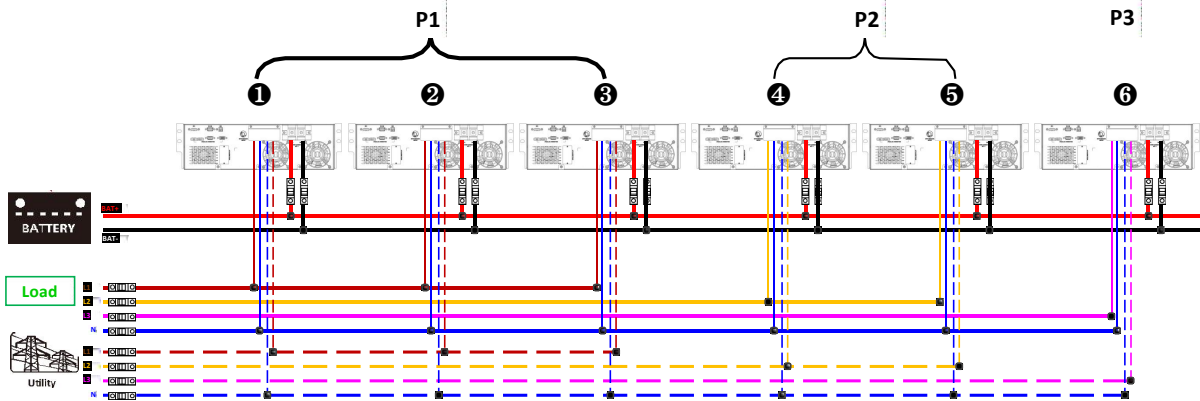 P1
P2
P3
❶ ❷ ❸ ❹ ❺ ❻
BATTERY
BAT+
BAT-
Load
L1
L2
L3
N
Utility
L1
L2
L3
N